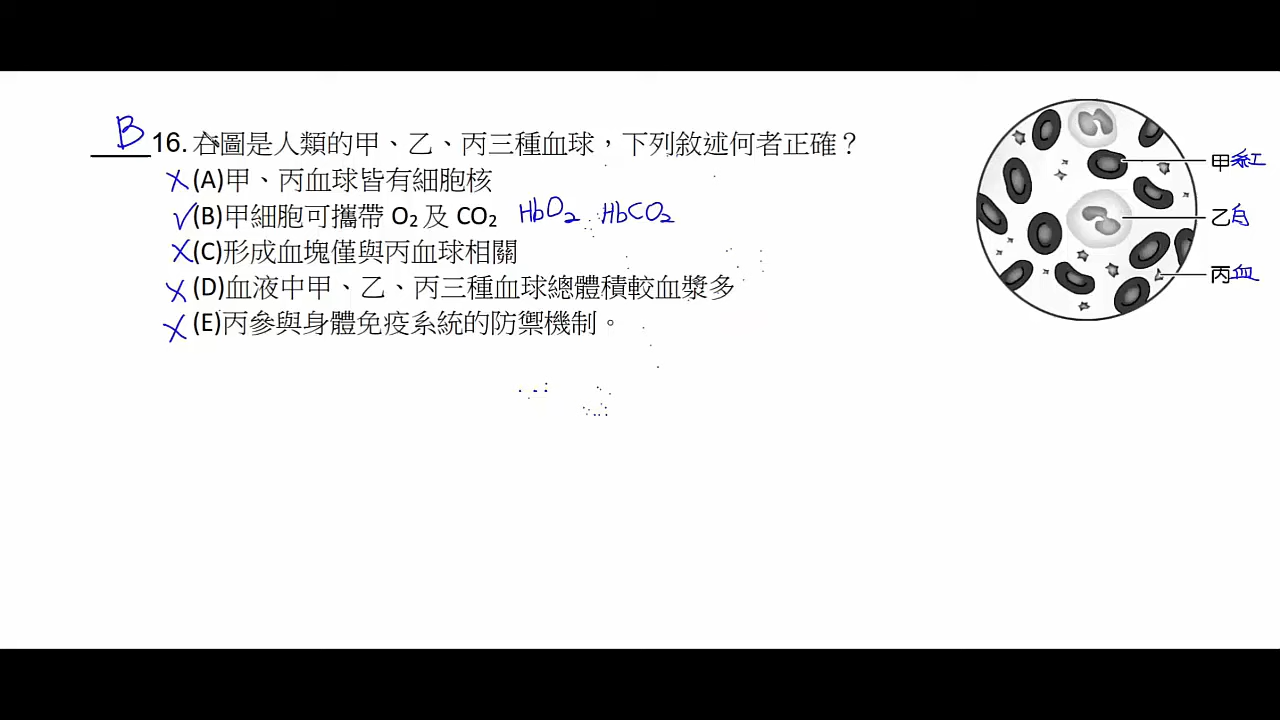 B 16. 右圖是人類的甲、乙、丙三種血球，下列敘述何者正確？
✗ (A)甲、丙血球皆有細胞核
✓ (B)甲細胞可攜帶 O₂ 及 CO₂ HbO₂ HbCO₂
✗ (C)形成血塊僅與丙血球相關
✗ (D)血液中甲、乙、丙三種血球總體積較血漿多
✗ (E)丙參與身體免疫系統的防禦機制。
甲 紅
乙 白
丙 血